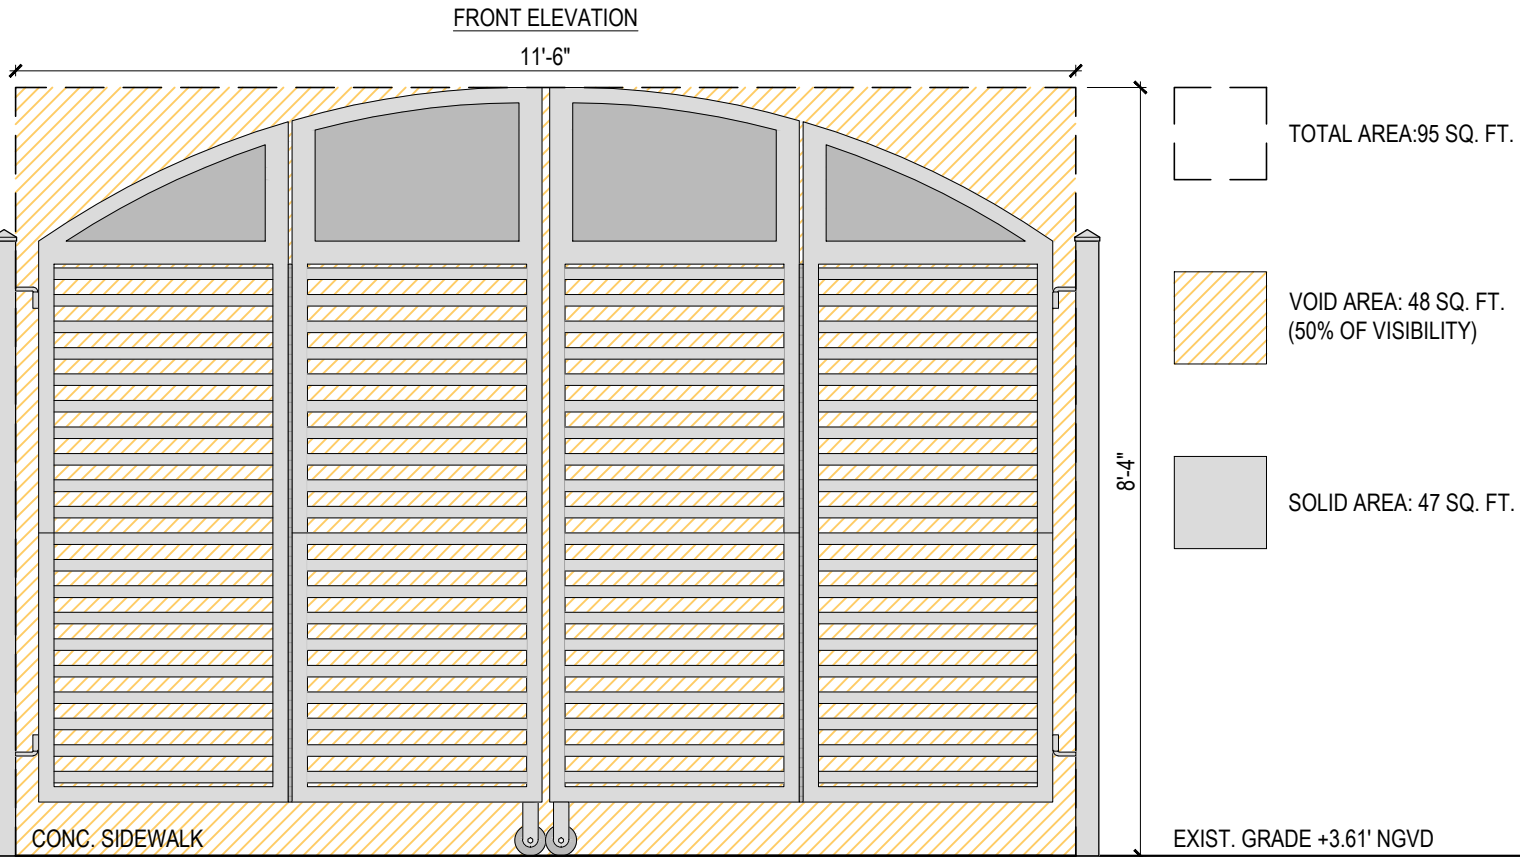 FRONT ELEVATION
11'-6"
TOTAL AREA:95 SQ. FT.
VOID AREA: 48 SQ. FT.
(50% OF VISIBILITY)
8'-4"
SOLID AREA: 47 SQ. FT.
CONC. SIDEWALK
EXIST. GRADE +3.61' NGVD